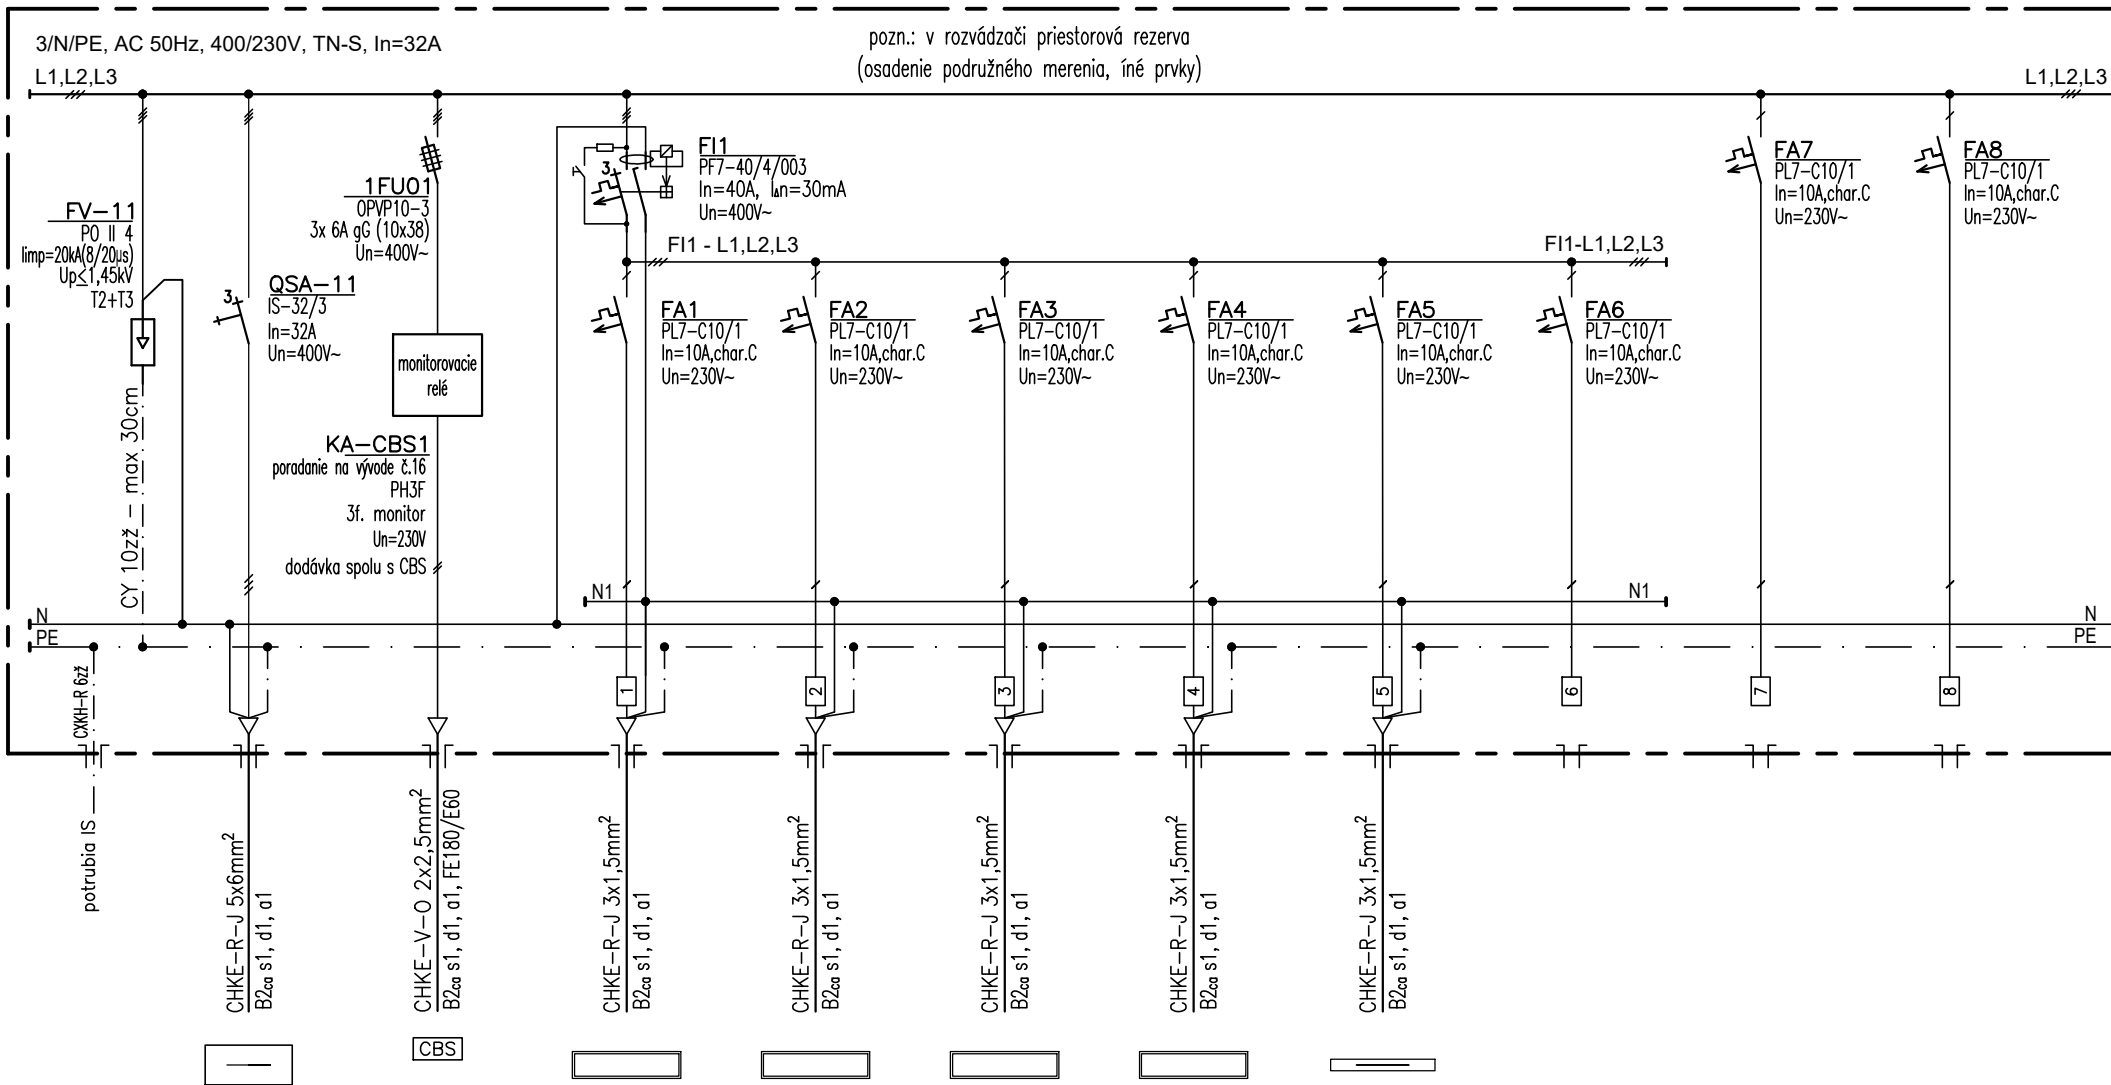 3/N/PE, AC 50Hz, 400/230V, TN-S, In=32A
pozn.: v rozvádzači priestorová rezerva
(osadenie podružného merenia, íné prvky)
L1,L2,L3
L1,L2,L3
FV-11
PO II 4
Iimp=20kA(8/20µs)
Up≤1,45kV
T2+T3
CY 10zž - max 30cm
3
QSA-11
IS-32/3
In=32A
Un=400V~
1FU01
OPVP10-3
3x 6A gG (10x38)
Un=400V~
monitorovacie
relé
KA-CBS1
poradanie na vývode č.16
PH3F
3f. monitor
Un=230V
dodávka spolu s CBS
3
FI1
PF7-40/4/003
In=40A, IΔn=30mA
Un=400V~
FI1 - L1,L2,L3
FI1-L1,L2,L3
FA1
PL7-C10/1
In=10A,char.C
Un=230V~
FA2
PL7-C10/1
In=10A,char.C
Un=230V~
FA3
PL7-C10/1
In=10A,char.C
Un=230V~
FA4
PL7-C10/1
In=10A,char.C
Un=230V~
FA5
PL7-C10/1
In=10A,char.C
Un=230V~
FA6
PL7-C10/1
In=10A,char.C
Un=230V~
FA7
PL7-C10/1
In=10A,char.C
Un=230V~
FA8
PL7-C10/1
In=10A,char.C
Un=230V~
N1
N1
N
N
PE
PE
CXKH-R 6zž
1
2
3
4
5
6
7
8
potrubia IS
CHKE-R-J 5x6mm²
B2ca s1, d1, a1
CHKE-V-O 2x2,5mm²
B2ca s1, d1, a1, FE180/E60
CHKE-R-J 3x1,5mm²
B2ca s1, d1, a1
CHKE-R-J 3x1,5mm²
B2ca s1, d1, a1
CHKE-R-J 3x1,5mm²
B2ca s1, d1, a1
CHKE-R-J 3x1,5mm²
B2ca s1, d1, a1
CHKE-R-J 3x1,5mm²
B2ca s1, d1, a1
CBS